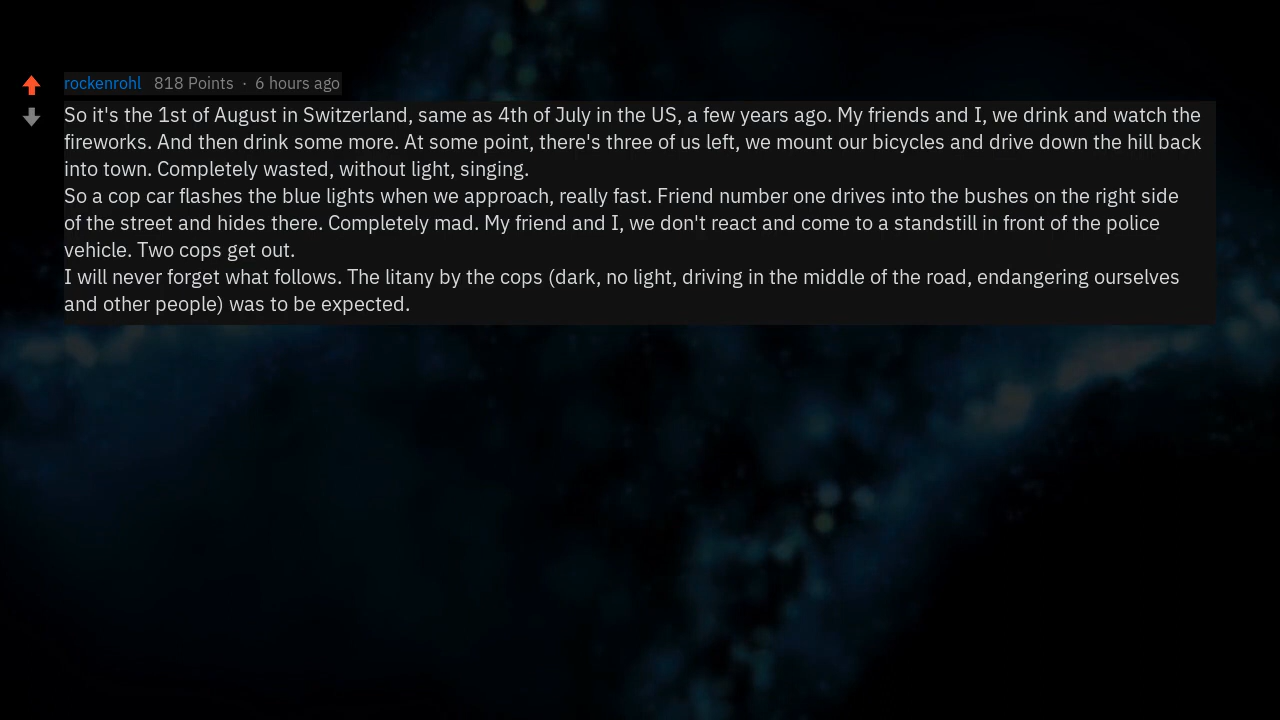 rockenrohl 818 Points · 6 hours ago
So it's the 1st of August in Switzerland, same as 4th of July in the US, a few years ago. My friends and I, we drink and watch the
fireworks. And then drink some more. At some point, there's three of us left, we mount our bicycles and drive down the hill back
into town. Completely wasted, without light, singing.
So a cop car flashes the blue lights when we approach, really fast. Friend number one drives into the bushes on the right side
of the street and hides there. Completely mad. My friend and I, we don't react and come to a standstill in front of the police
vehicle. Two cops get out.
I will never forget what follows. The litany by the cops (dark, no light, driving in the middle of the road, endangering ourselves
and other people) was to be expected.